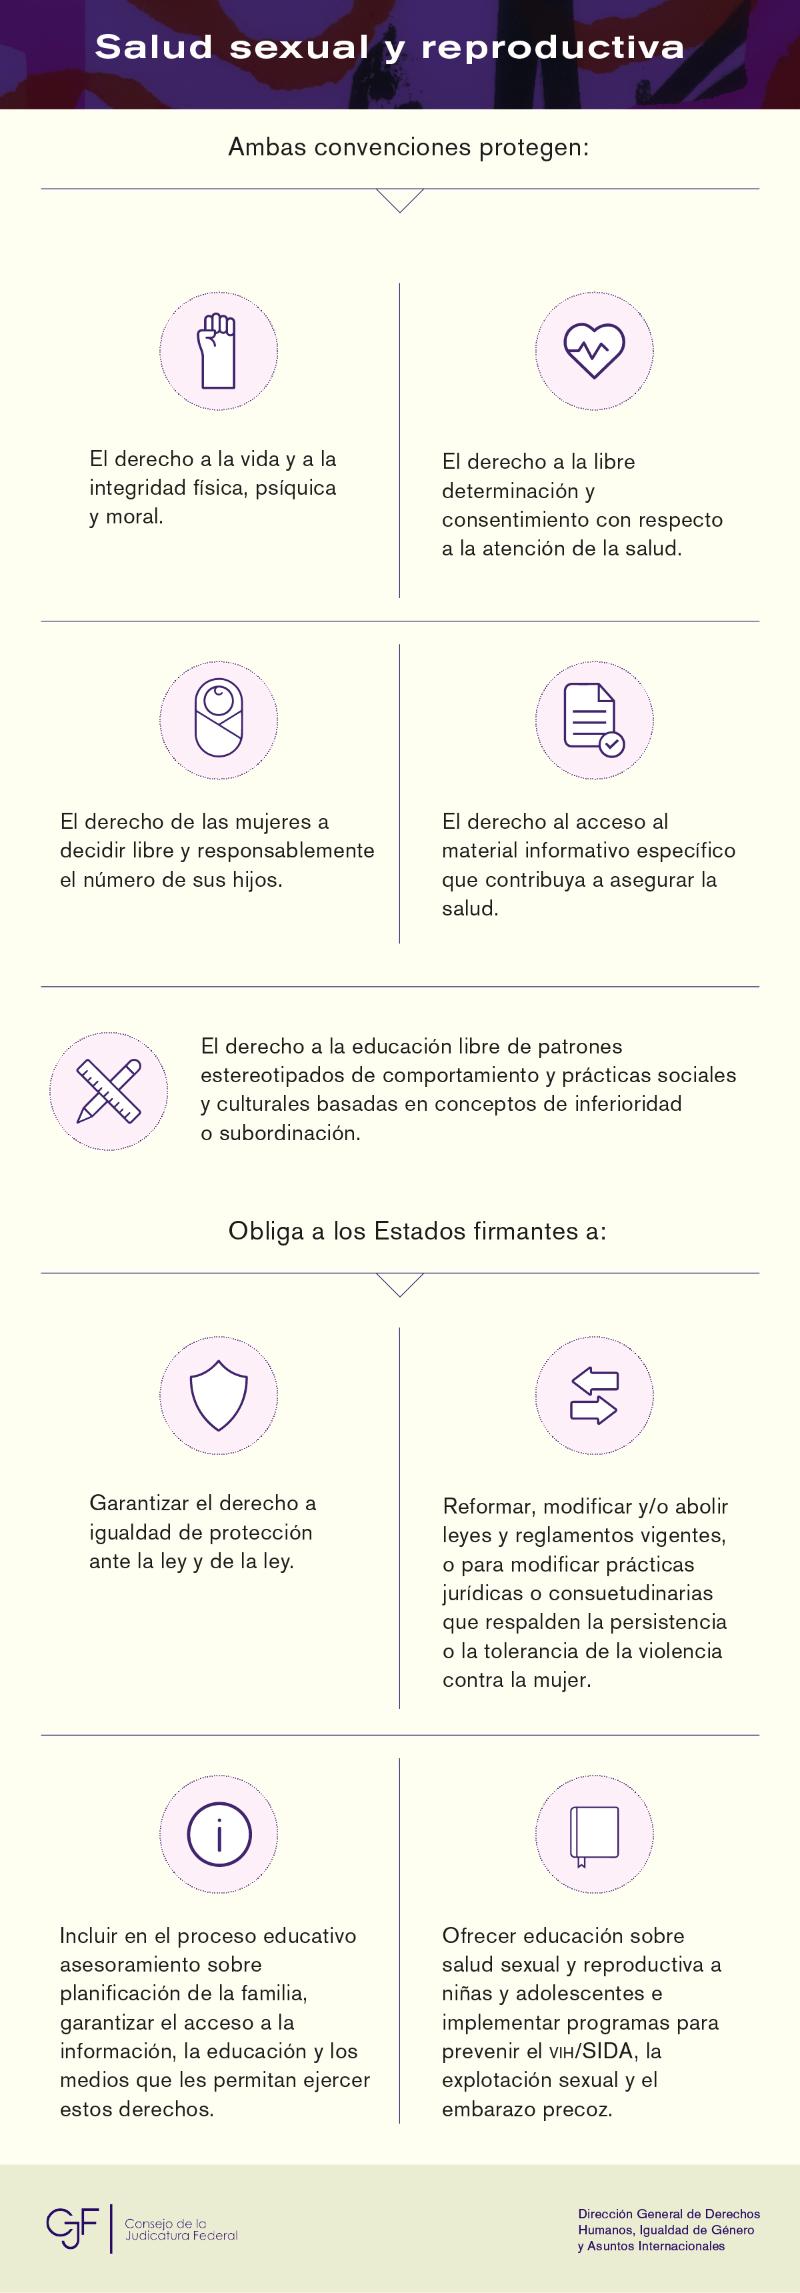 Salud sexual y reproductiva
Ambas convenciones protegen:
El derecho a la vida y a la
integridad física, psíquica
y moral.
El derecho a la libre
determinación y
consentimiento con respecto
a la atención de la salud.
El derecho de las mujeres a
decidir libre y responsablemente
el número de sus hijos.
El derecho al acceso al
material informativo específico
que contribuya a asegurar la
salud.
El derecho a la educación libre de patrones
estereotipados de comportamiento y prácticas sociales
y culturales basadas en conceptos de inferioridad
o subordinación.
Obliga a los Estados firmantes a:
Garantizar el derecho a
igualdad de protección
ante la ley y de la ley.
Reformar, modificar y/o abolir
leyes y reglamentos vigentes,
o para modificar prácticas
jurídicas o consuetudinarias
que respalden la persistencia
o la tolerancia de la violencia
contra la mujer.
Incluir en el proceso educativo
asesoramiento sobre
planificación de la familia,
garantizar el acceso a la
información, la educación y los
medios que les permitan ejercer
estos derechos.
Ofrecer educación sobre
salud sexual y reproductiva a
niñas y adolescentes e
implementar programas para
prevenir el VIH/SIDA, la
explotación sexual y el
embarazo precoz.
CJF
Consejo de la
Judicatura Federal
Dirección General de Derechos
Humanos, Igualdad de Género
y Asuntos Internacionales